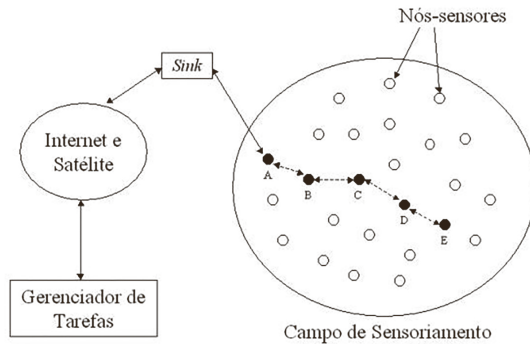 Nós-sensores
Sink
Internet e
Satélite
A
B
C
D
E
Gerenciador de
Tarefas
Campo de Sensoriamento